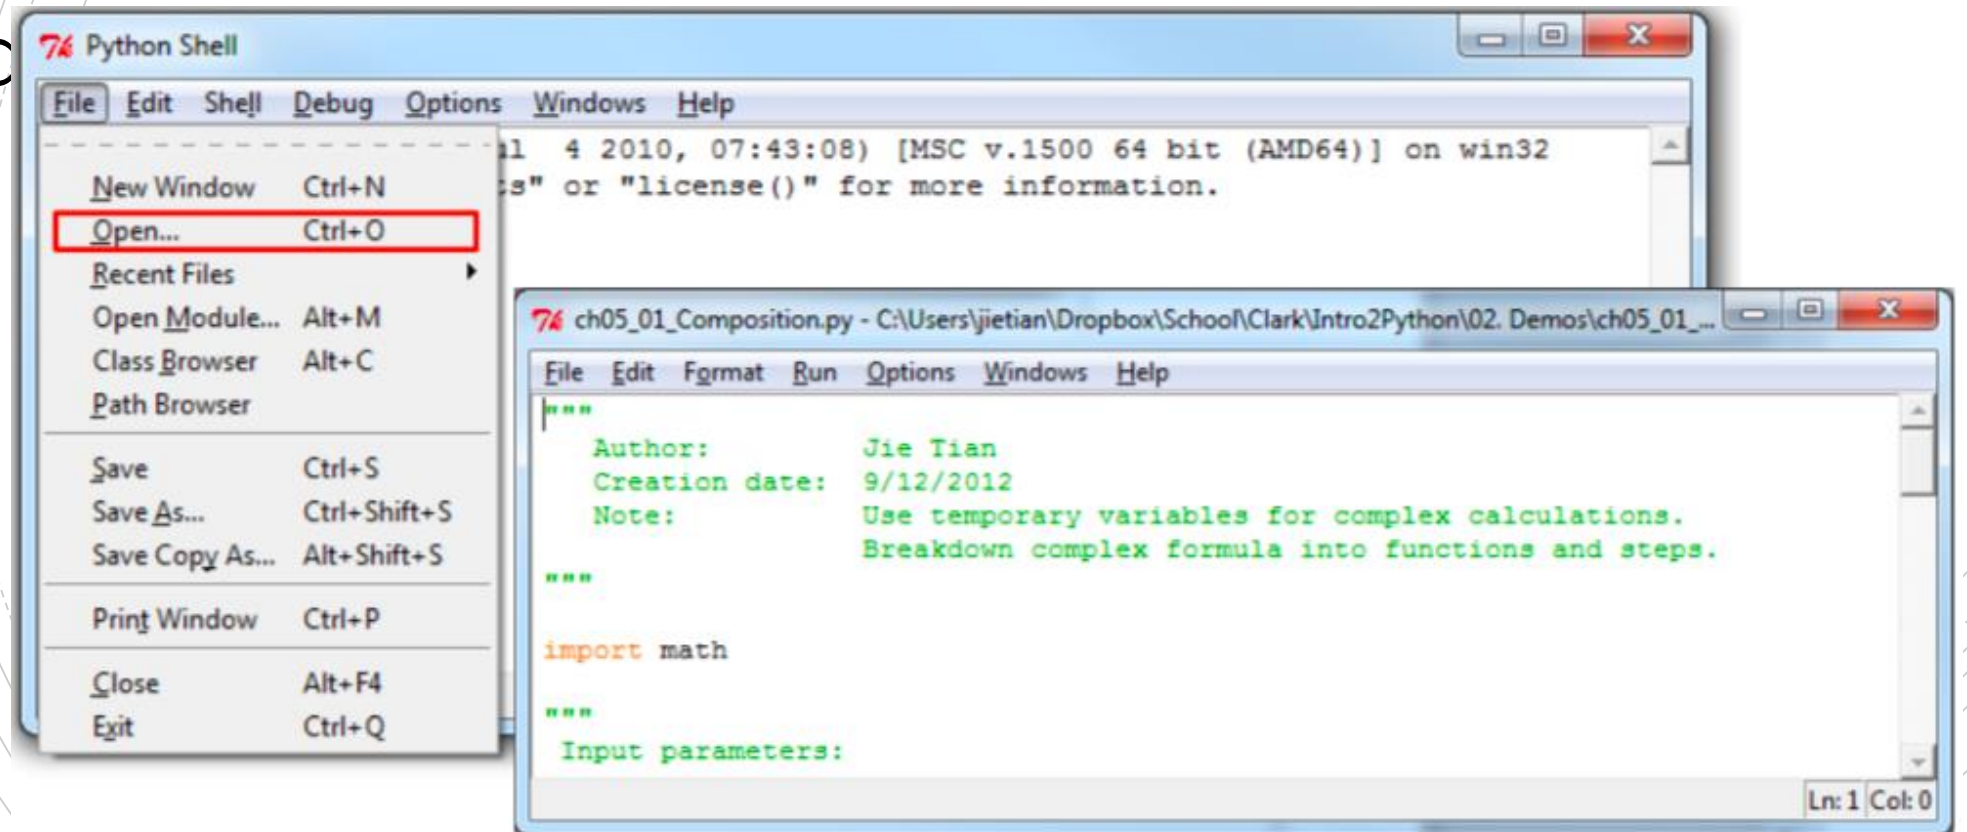 Python Shell
File Edit Shell Debug Options Windows Help
4 2010, 07:43:08) [MSC v.1500 64 bit (AMD64)] on win32
" or "license()" for more information.
New Window Ctrl+N
Open... Ctrl+O
Recent Files
Open Module... Alt+M
Class Browser Alt+C
Path Browser
Save Ctrl+S
Save As... Ctrl+Shift+S
Save Copy As... Alt+Shift+S
Print Window Ctrl+P
Close Alt+F4
Exit Ctrl+Q
ch05_01_Composition.py - C:\Users\jietian\Dropbox\School\Clark\Intro2Python\02. Demos\ch05_01_...
File Edit Format Run Options Windows Help
"""
Author: Jie Tian
Creation date: 9/12/2012
Note: Use temporary variables for complex calculations.
Breakdown complex formula into functions and steps.
"""
import math
"""
Input parameters:
Ln: 1 Col: 0